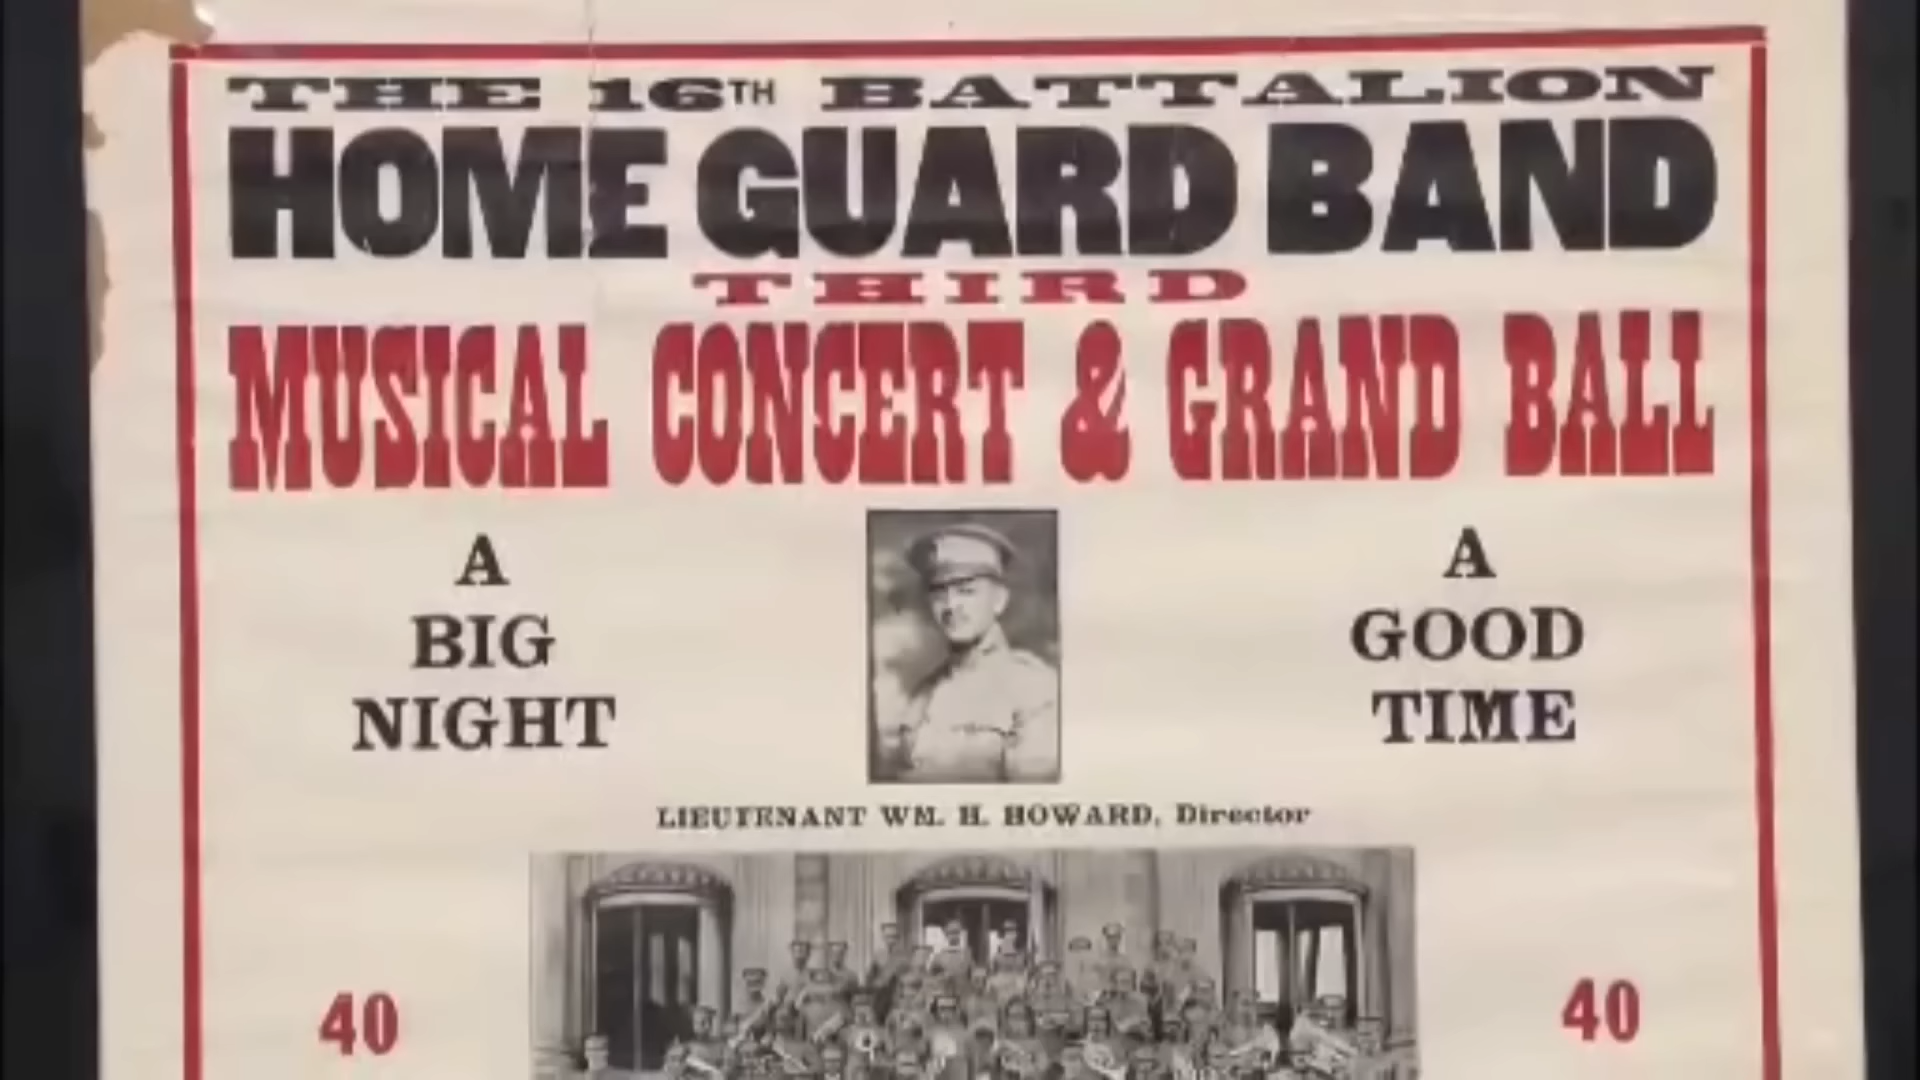 THE 16TH BATTALION
HOME GUARD BAND
THIRD
MUSICAL CONCERT & GRAND BALL
A
BIG
NIGHT
A
GOOD
TIME
LIEUTENANT WM. H. HOWARD, Director
40
40